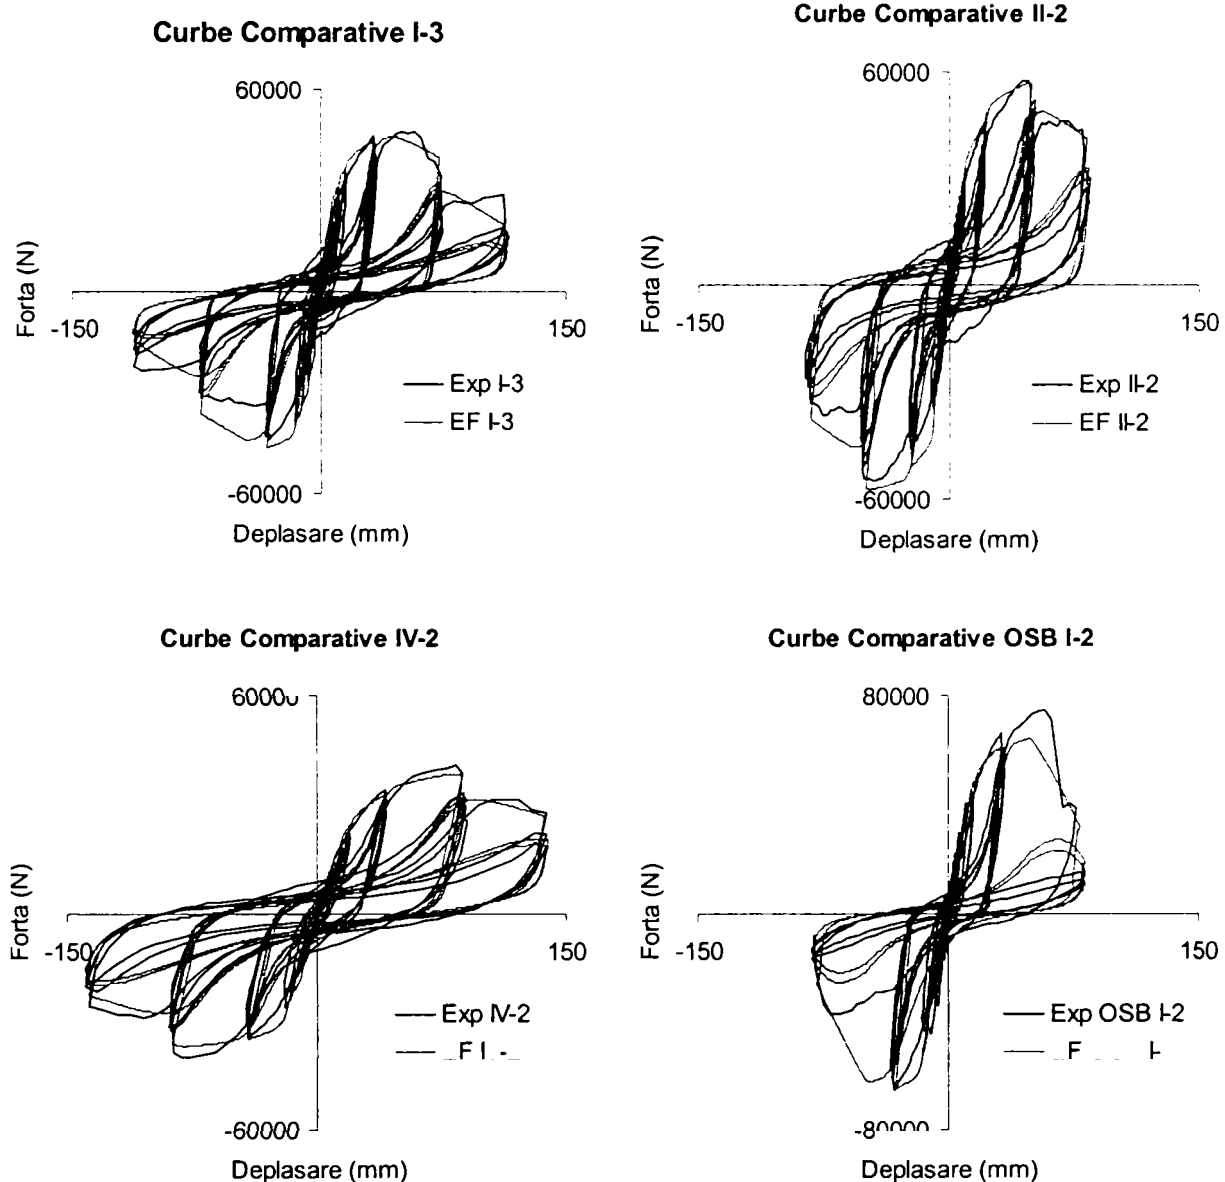 Curbe Comparative I-3
60000
Forta (N)
-150
150
Exp I-3
EF I-3
-60000
Deplasare (mm)
Curbe Comparative II-2
60000
Forta (N)
-150
150
Exp II-2
EF II-2
-60000
Deplasare (mm)
Curbe Comparative IV-2
60000
Forta (N)
-150
150
Exp IV-2
-60000
Deplasare (mm)
Curbe Comparative OSB I-2
80000
Forta (N)
-150
150
Exp OSB I-2
-80000
Deplasare (mm)